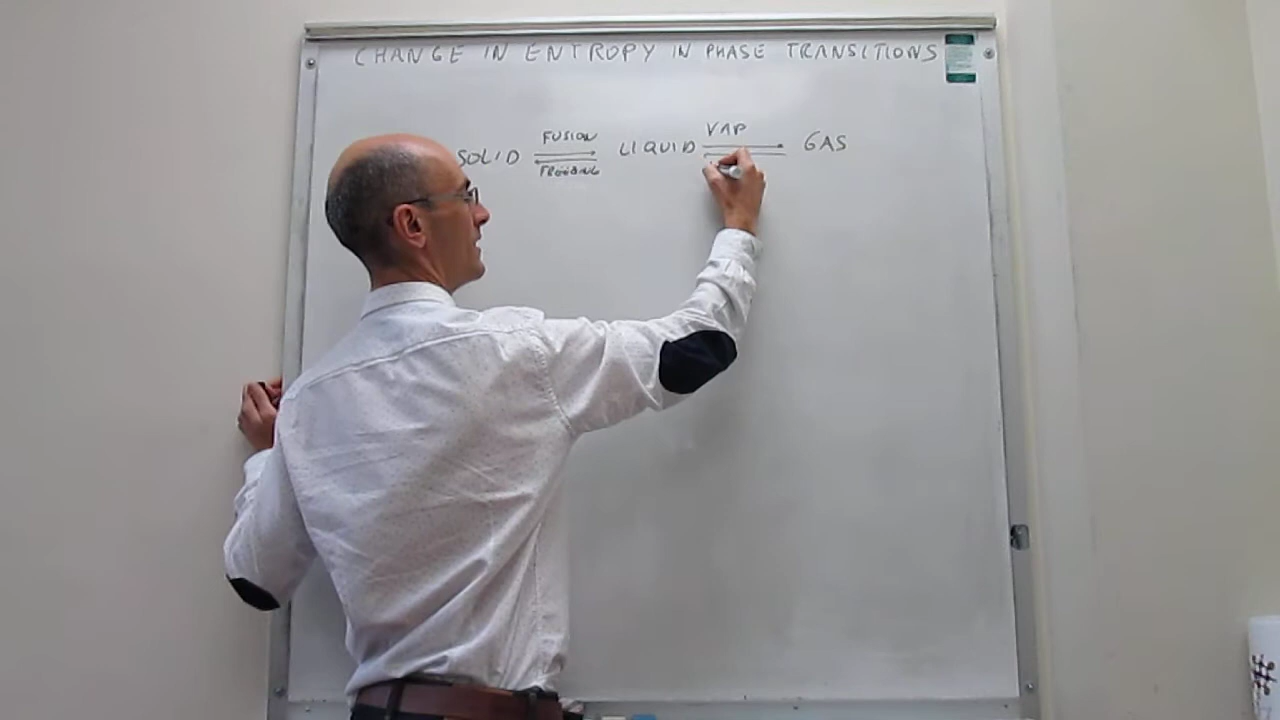 CHANGE IN ENTROPY IN PHASE TRANSITIONS
FUSION VAP
SOLID LIQUID GAS
FREEZING